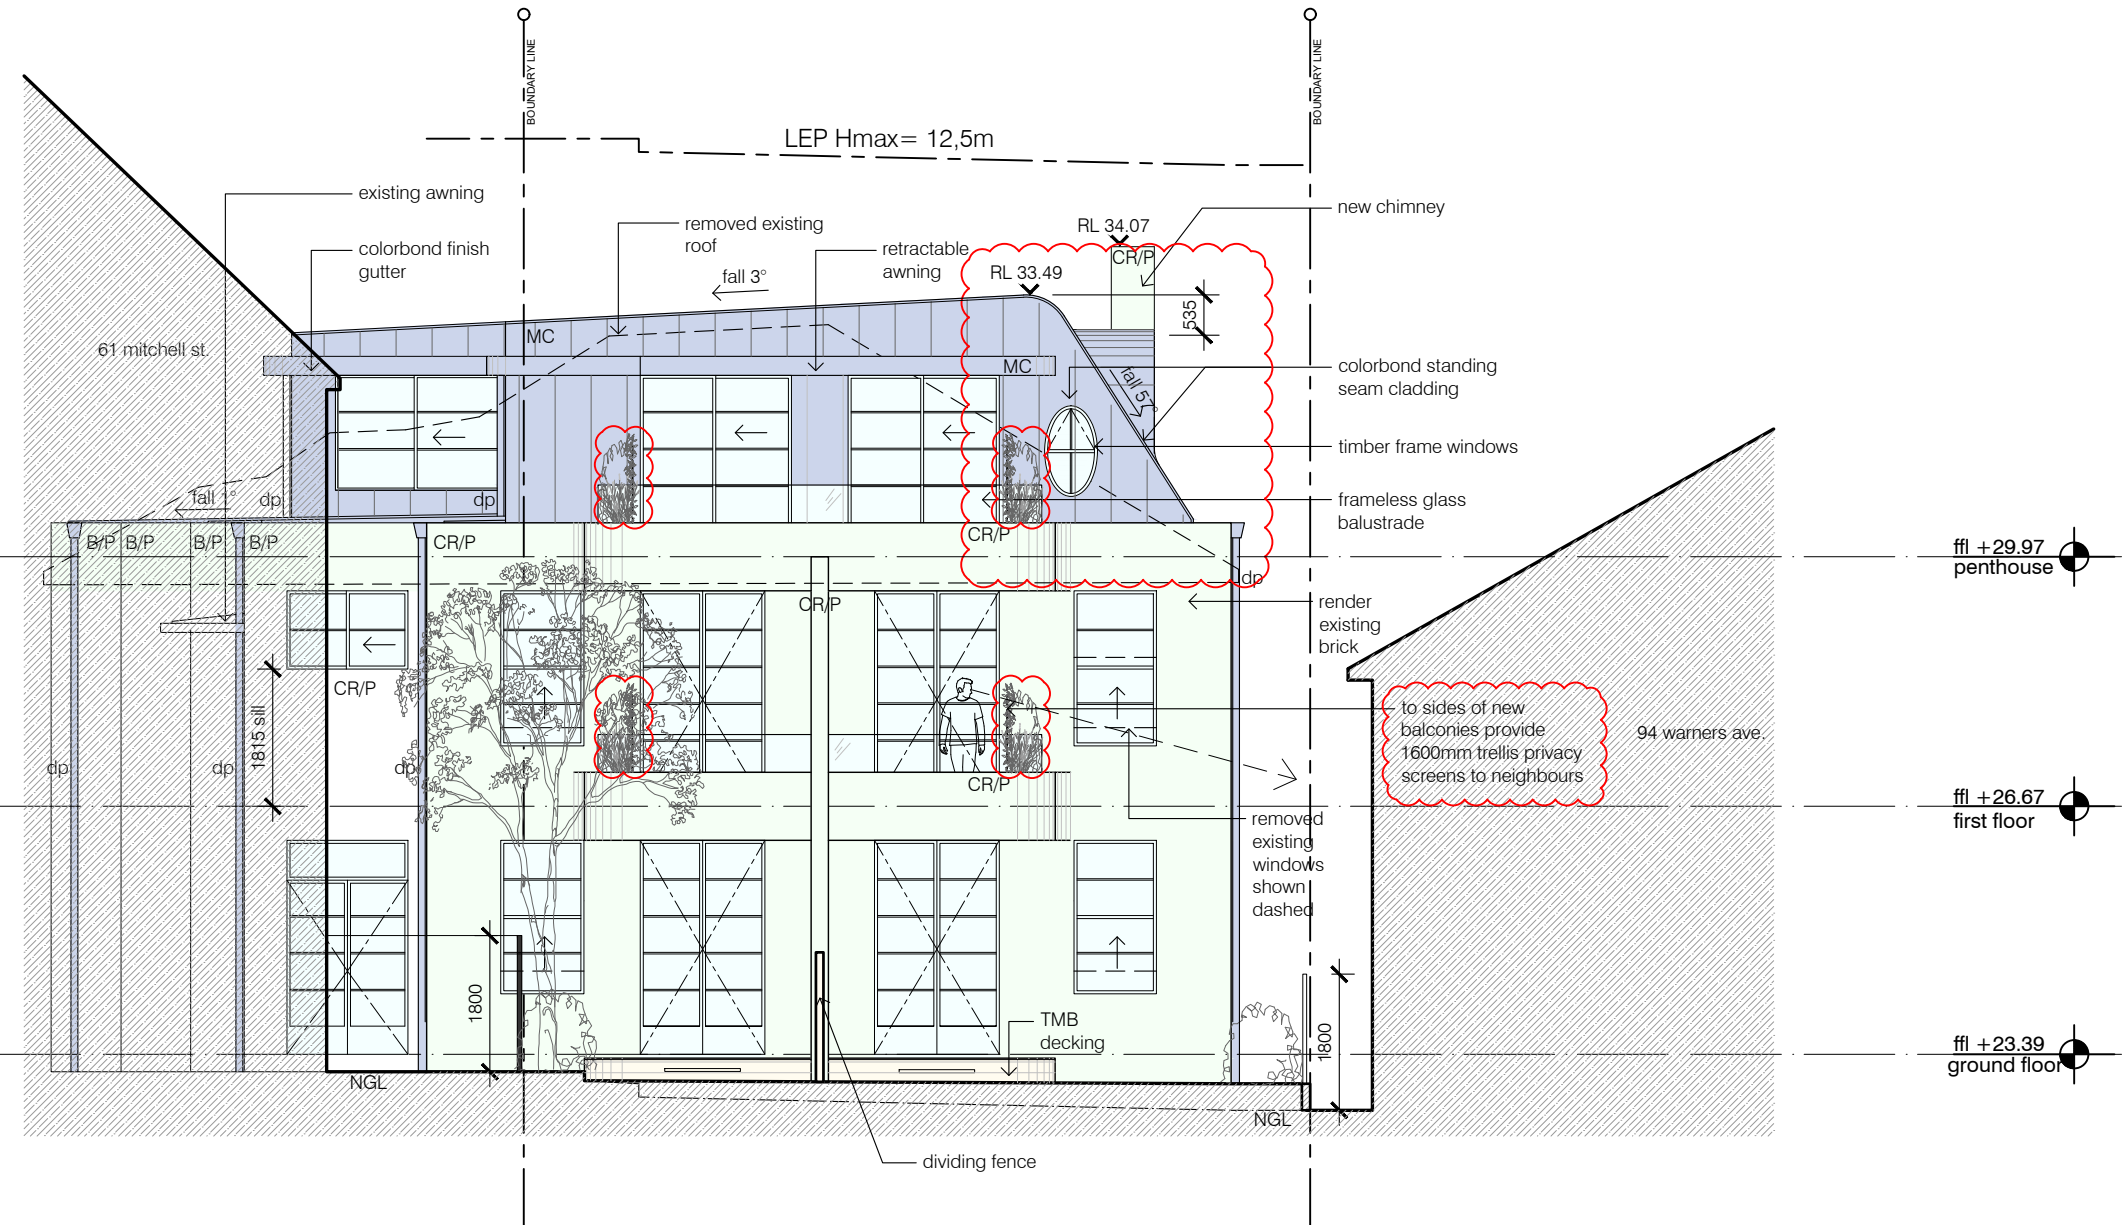 BOUNDARY LINE
BOUNDARY LINE
LEP Hmax= 12,5m
existing awning
colorbond finish
gutter
removed existing
roof
fall 3°
retractable
awning
RL 34.07
CR/P
RL 33.49
535
new chimney
MC
MC
61 mitchell st.
fall 57°
colorbond standing
seam cladding
timber frame windows
frameless glass
balustrade
fall 1°
dp
dp
B/P
B/P
B/P
B/P
CR/P
CR/P
dp
ffl +29.97
penthouse
CR/P
render
existing
brick
CR/P
1815 sill
dp
dp
dp
CR/P
to sides of new
balconies provide
1600mm trellis privacy
screens to neighbours
94 warners ave.
ffl +26.67
first floor
removed
existing
windows
shown
dashed
1800
TMB
decking
1800
ffl +23.39
ground floor
NGL
NGL
dividing fence